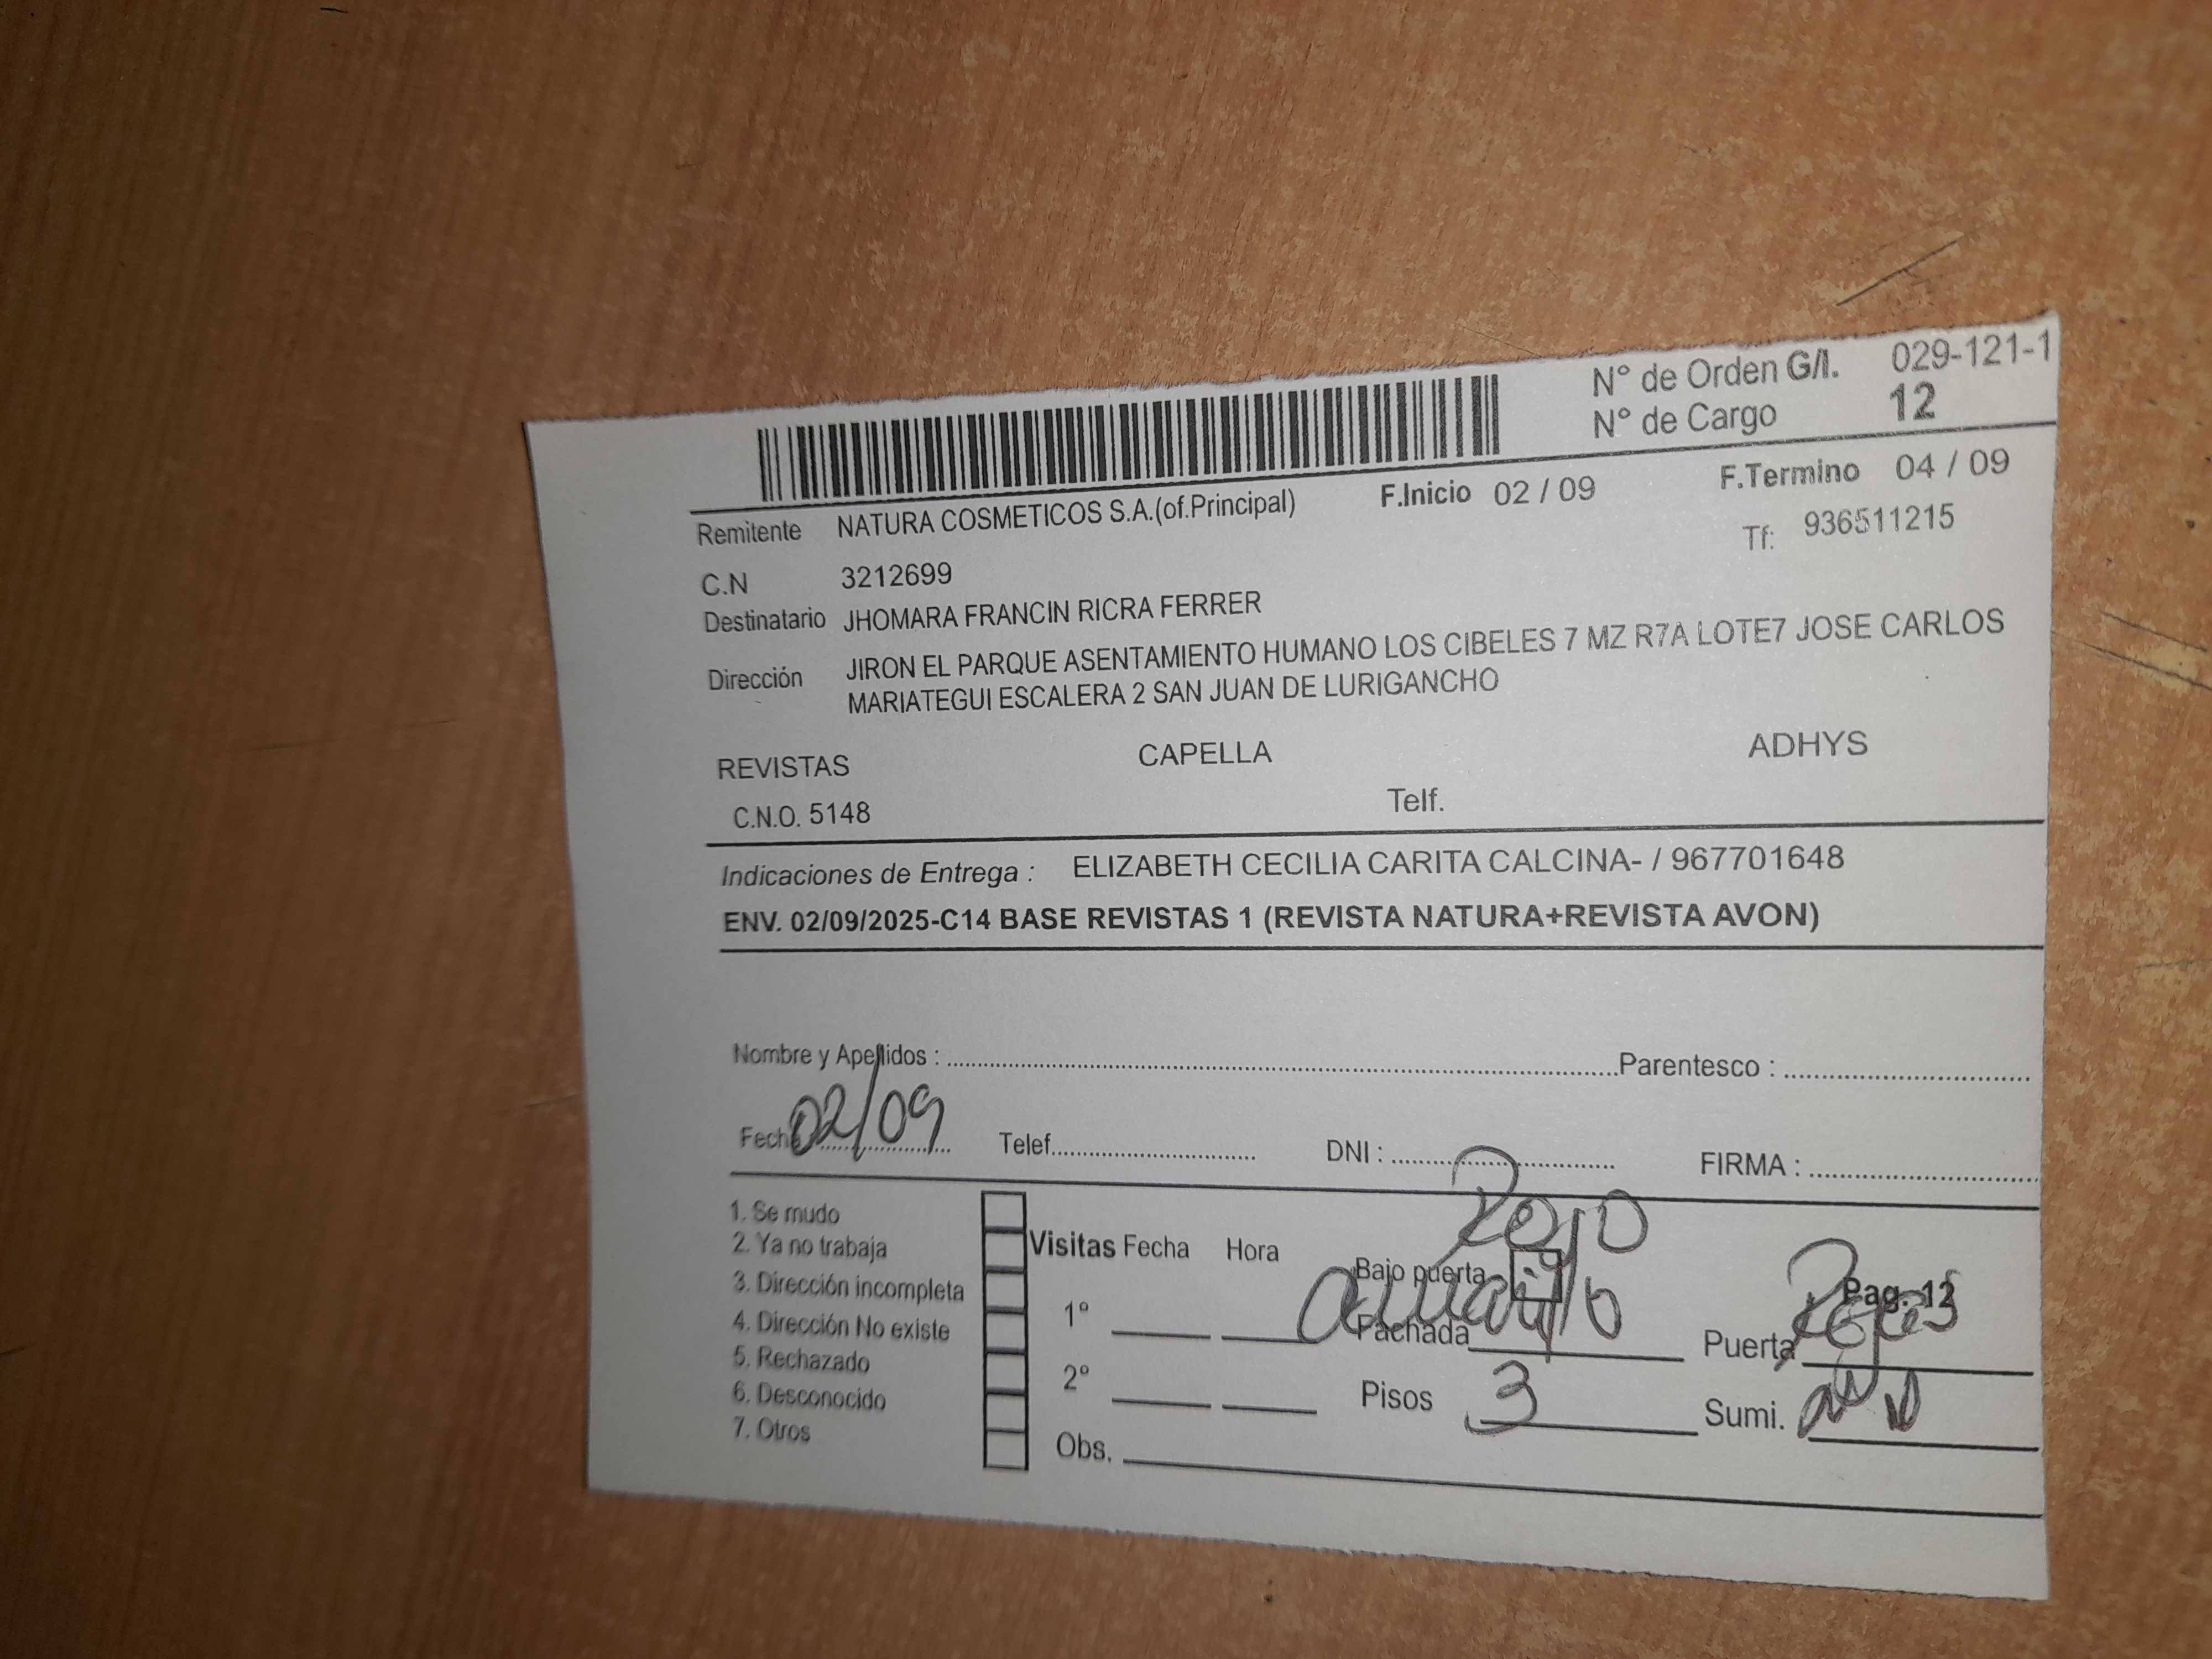 N° de Orden G/I. 029-121-1
N° de Cargo 12
F.Inicio 02 / 09 F.Termino 04 / 09
Remitente NATURA COSMETICOS S.A.(of.Principal)
Tf: 936511215
C.N 3212699
Destinatario JHOMARA FRANCIN RICRA FERRER
Dirección JIRON EL PARQUE ASENTAMIENTO HUMANO LOS CIBELES 7 MZ R7A LOTE7 JOSE CARLOS
MARIATEGUI ESCALERA 2 SAN JUAN DE LURIGANCHO
REVISTAS CAPELLA ADHYS
C.N.O. 5148 Telf.
Indicaciones de Entrega : ELIZABETH CECILIA CARITA CALCINA- / 967701648
ENV. 02/09/2025-C14 BASE REVISTAS 1 (REVISTA NATURA+REVISTA AVON)
Nombre y Apellidos : Parentesco :
Fecha 02/09 Telef. DNI : FIRMA :
1. Se mudo
2. Ya no trabaja
3. Dirección incompleta
4. Dirección No existe
5. Rechazado
6. Desconocido
7. Otros
Visitas Fecha Hora
1°
2°
Obs.
Rojo
Bajo puerta
amarillo
Fachada
Pisos 3
Pag. 12
Puerta
Sumi.